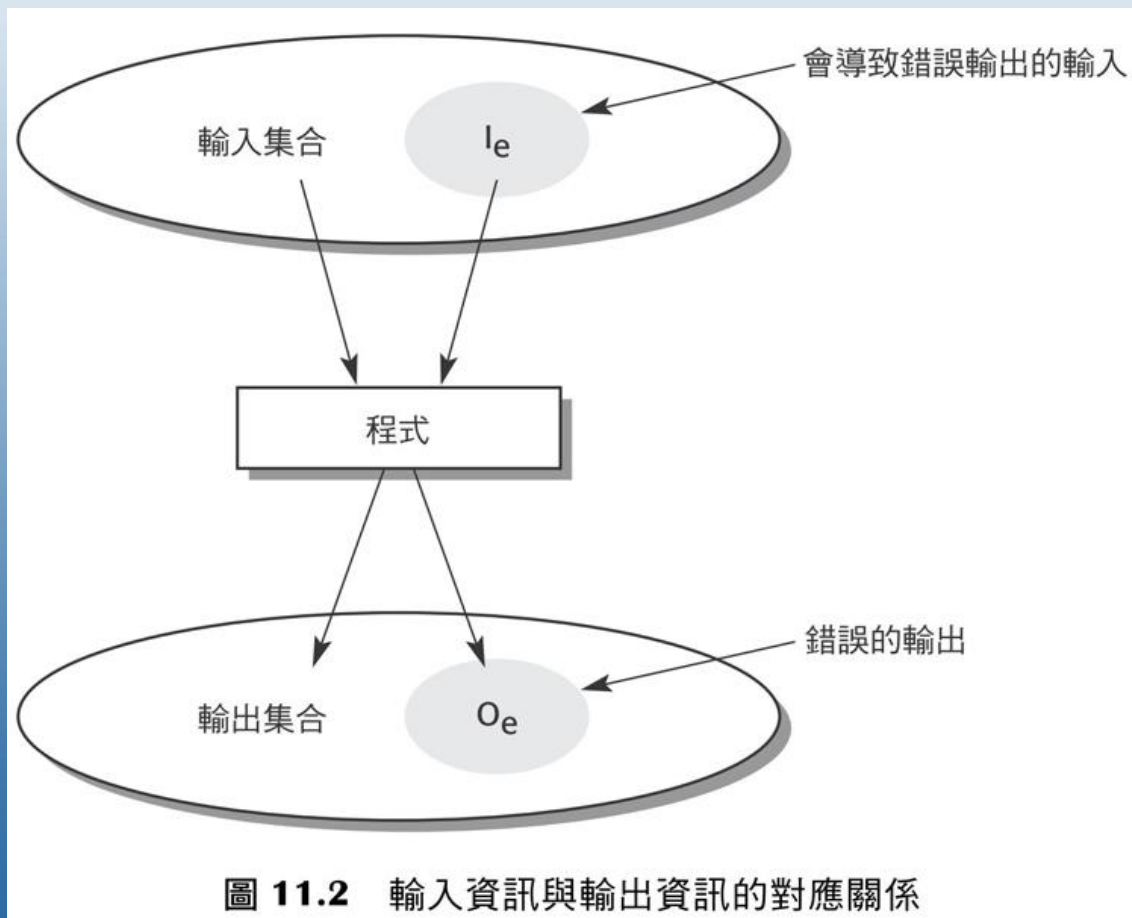 會導致錯誤輸出的輸入
輸入集合
Ie
程式
錯誤的輸出
輸出集合
Oe
圖 11.2 輸入資訊與輸出資訊的對應關係